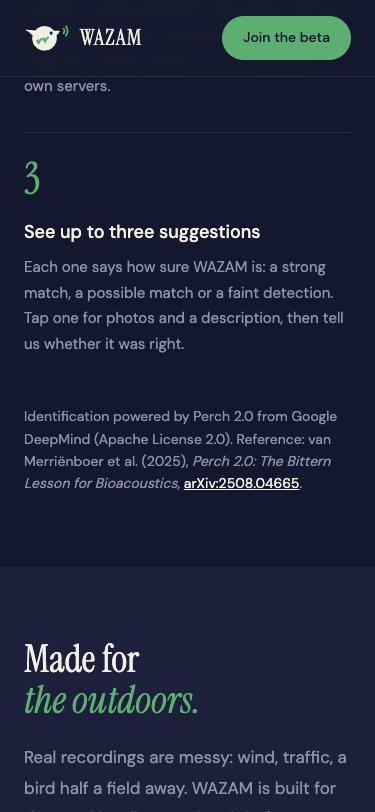 WAZAM
Join the beta
own servers.
3
See up to three suggestions
Each one says how sure WAZAM is: a strong
match, a possible match or a faint detection.
Tap one for photos and a description, then tell
us whether it was right.
Identification powered by Perch 2.0 from Google
DeepMind (Apache License 2.0). Reference: van
Merriënboer et al. (2025), Perch 2.0: The Bittern
Lesson for Bioacoustics, arXiv:2508.04665.
Made for
the outdoors.
Real recordings are messy: wind, traffic, a
bird half a field away. WAZAM is built for